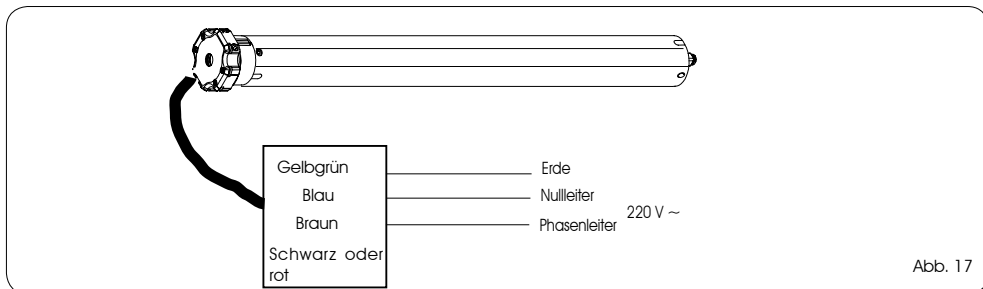 Gelbgrün
Erde
Blau
Nullleiter
Braun
Phasenleiter
220 V ~
Schwarz oder
rot
Abb. 17